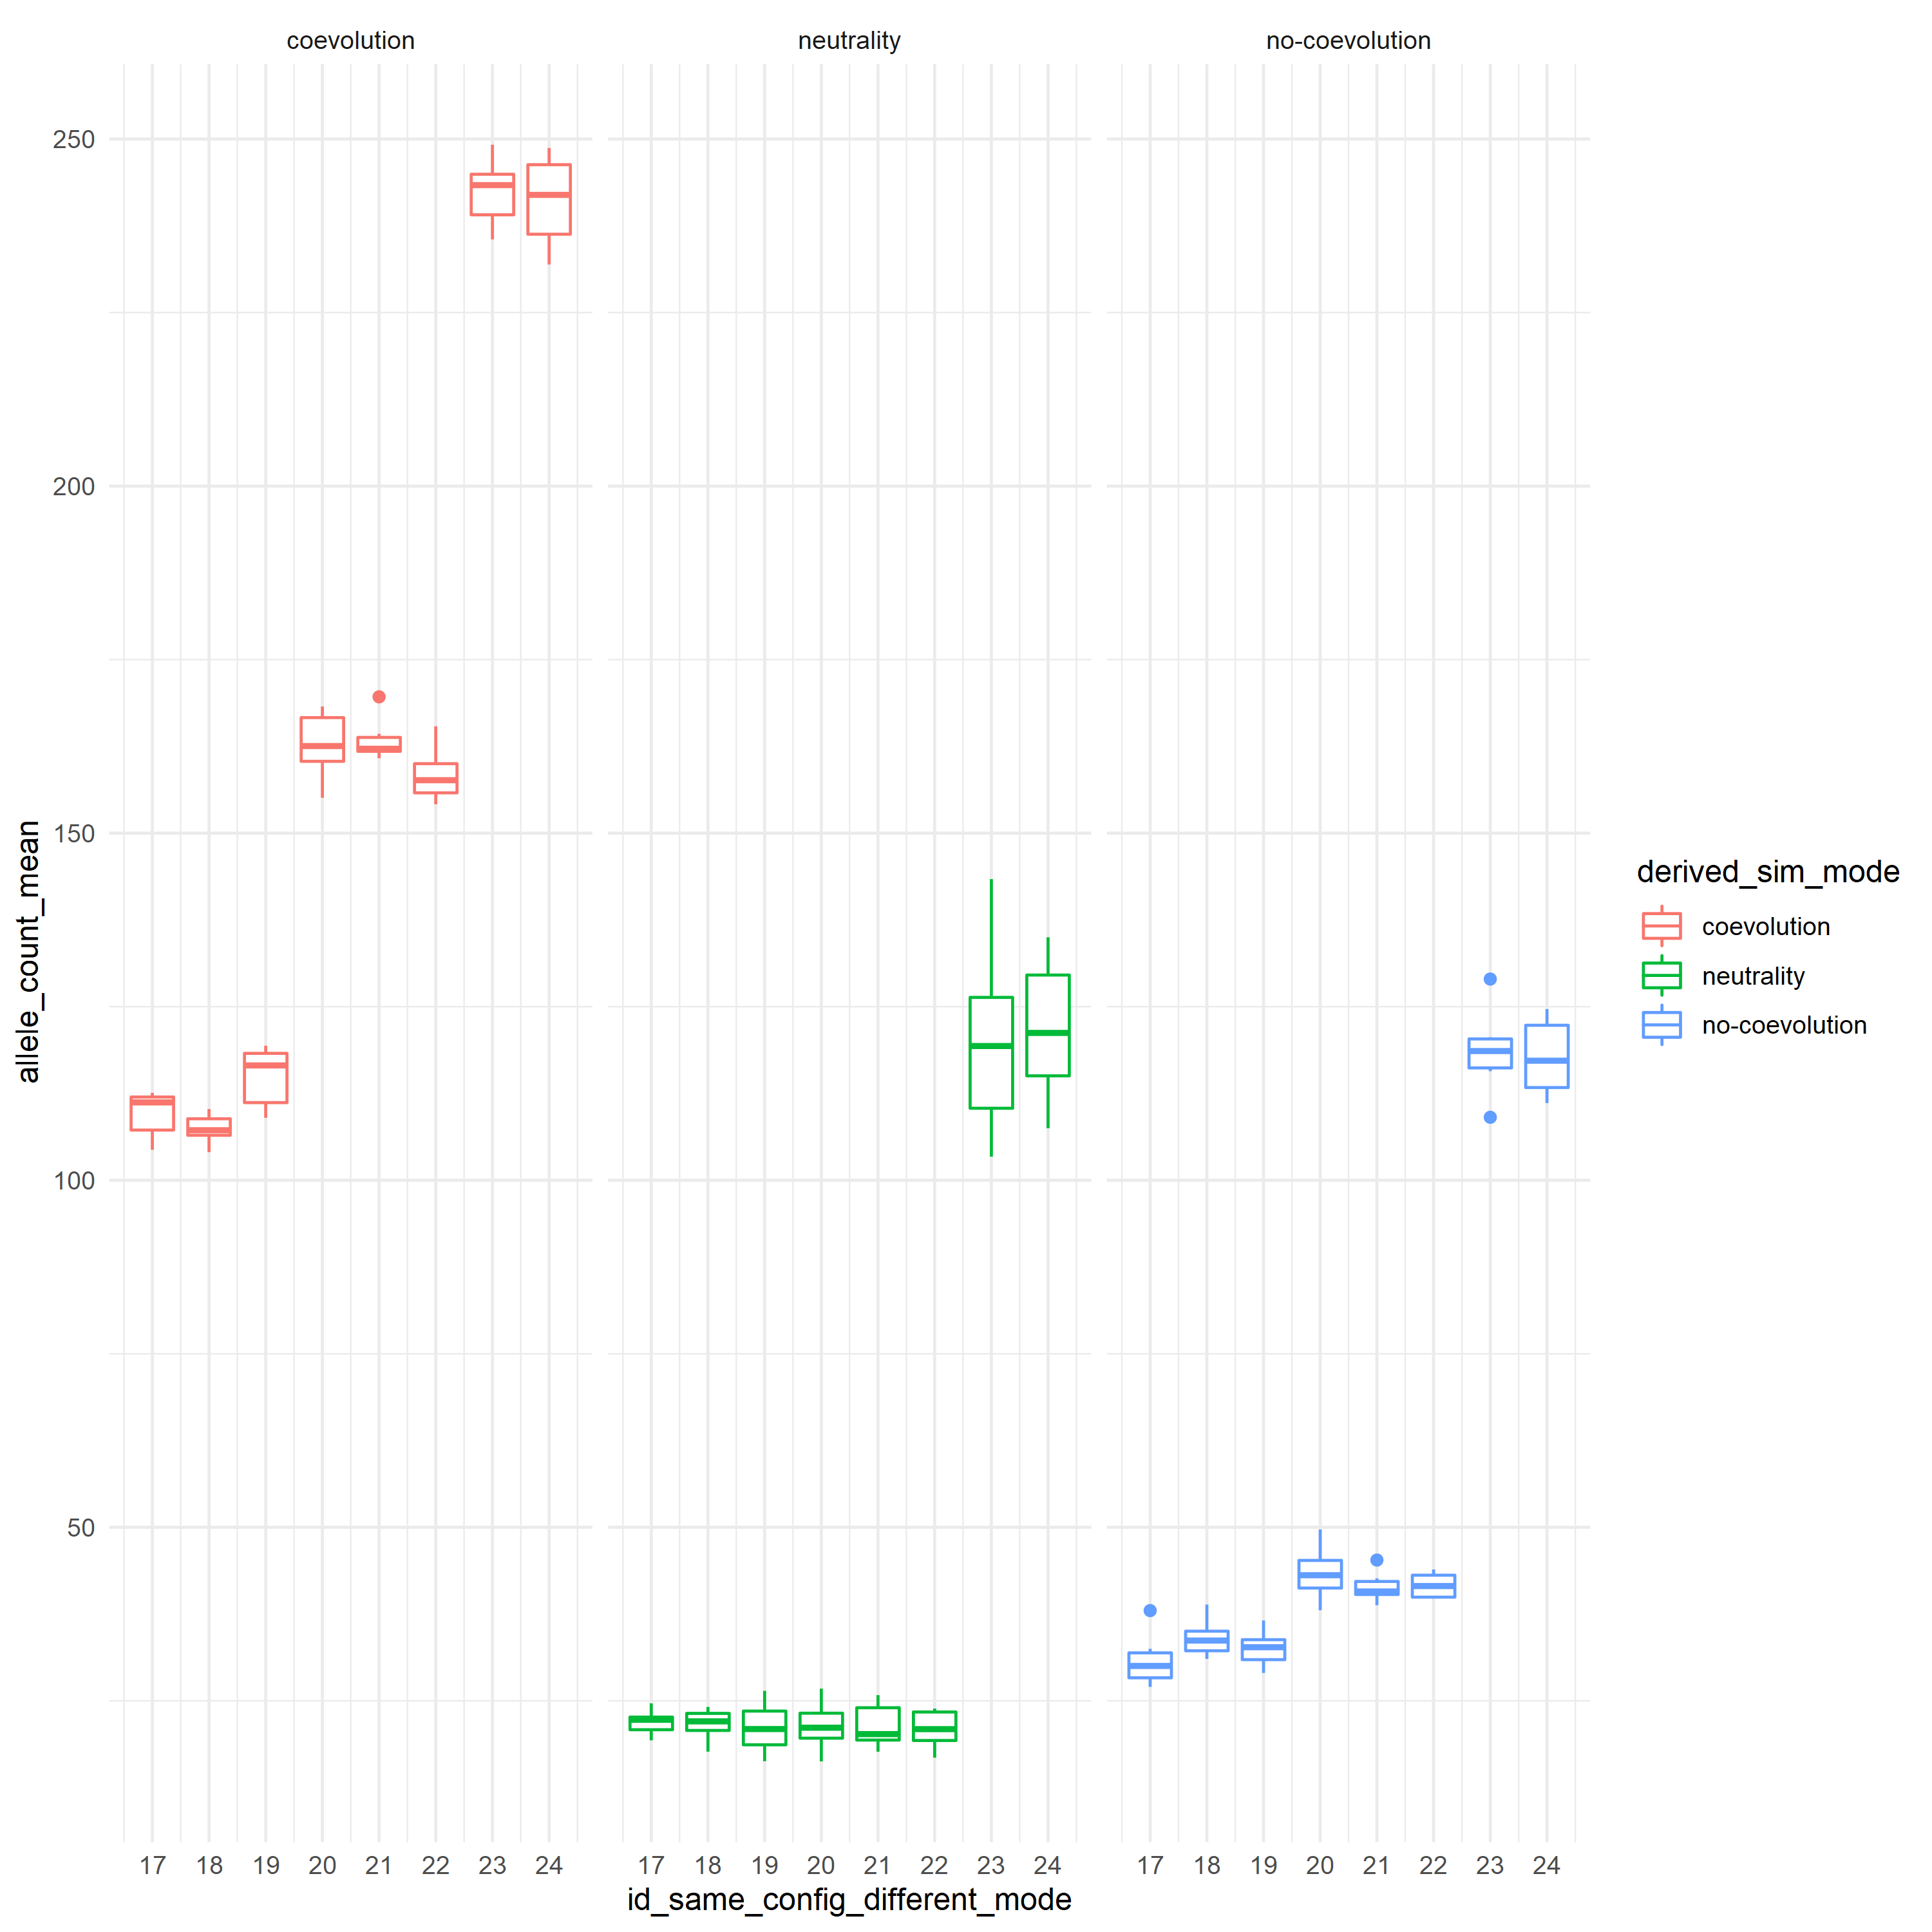 coevolution neutrality no-coevolution
250
200
150
100
50
allele_count_mean
17 18 19 20 21 22 23 24 17 18 19 20 21 22 23 24 17 18 19 20 21 22 23 24
id_same_config_different_mode
derived_sim_mode
coevolution
neutrality
no-coevolution